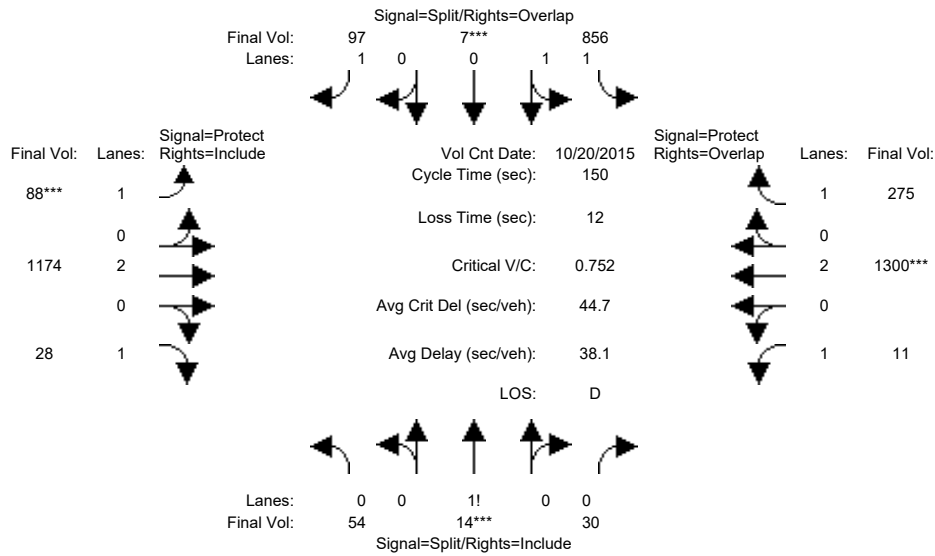 Signal=Split/Rights=Overlap
Final Vol: 97 7*** 856
Lanes: 1 0 0 1 1
Signal=Protect
Final Vol: Lanes: Rights=Include
Vol Cnt Date: 10/20/2015
Signal=Protect
Rights=Overlap Lanes: Final Vol:
Cycle Time (sec): 150
88*** 1
1 275
Loss Time (sec): 12
0
0
1174 2
Critical V/C: 0.752
2 1300***
0
Avg Crit Del (sec/veh): 44.7
0
28 1
Avg Delay (sec/veh): 38.1
1 11
LOS: D
Lanes: 0 0 1! 0 0
Final Vol: 54 14*** 30
Signal=Split/Rights=Include